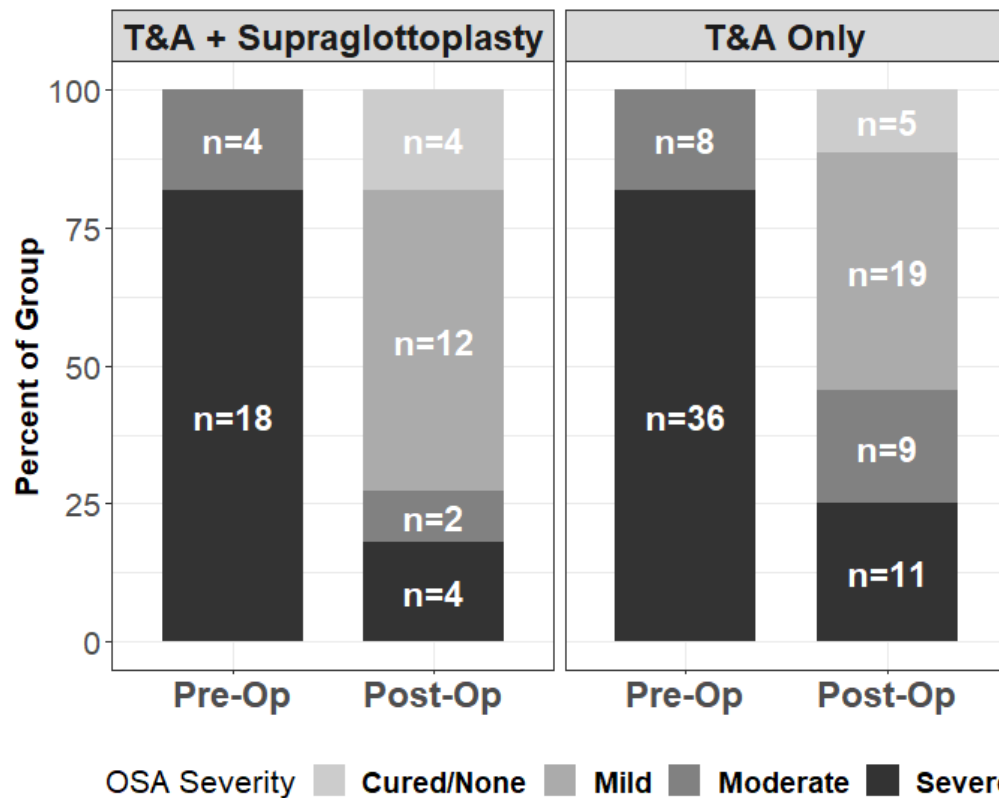 T&A + Supraglottoplasty
T&A Only
Percent of Group
100
75
50
25
0
n=4
n=18
n=4
n=12
n=2
n=4
n=8
n=36
n=5
n=19
n=9
n=11
Pre-Op
Post-Op
Pre-Op
Post-Op
OSA Severity Cured/None Mild Moderate Severe